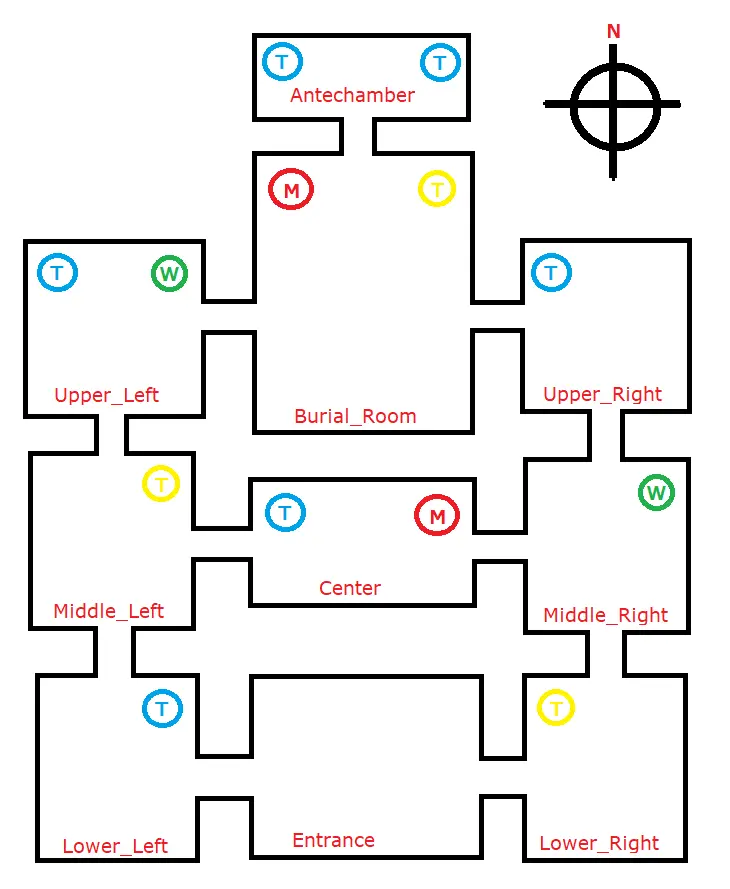 N
T T
Antechamber
M T
T W
T
Upper_Left
Upper_Right
Burial_Room
T
W
T M
Center
Middle_Left
Middle_Right
T
T
Entrance
Lower_Left
Lower_Right